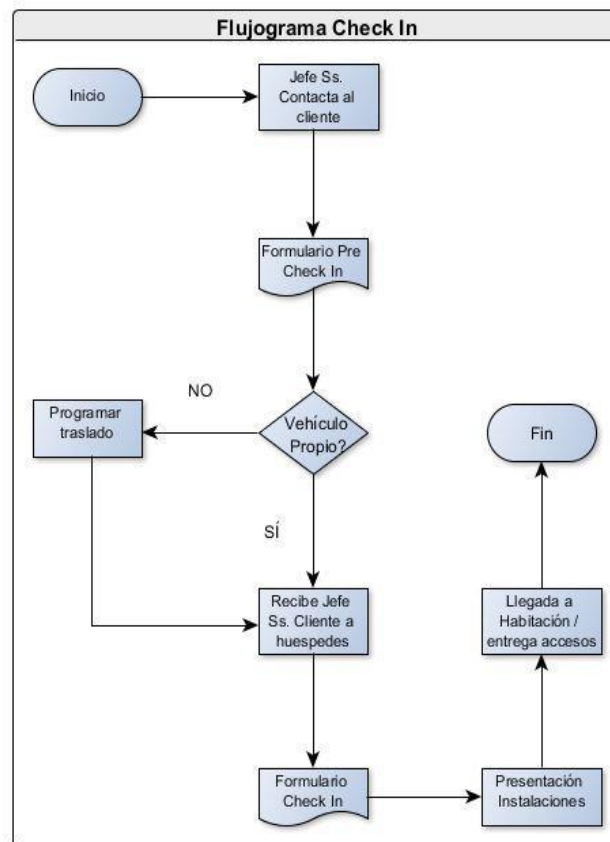 Flujograma Check In
Inicio
Jefe Ss.
Contacta al
cliente
Formulario Pre
Check In
NO
Programar
traslado
Vehículo
Propio?
Fin
SÍ
Recibe Jefe
Ss. Cliente a
huespedes
Llegada a
Habitación /
entrega accesos
Formulario
Check In
Presentación
Instalaciones